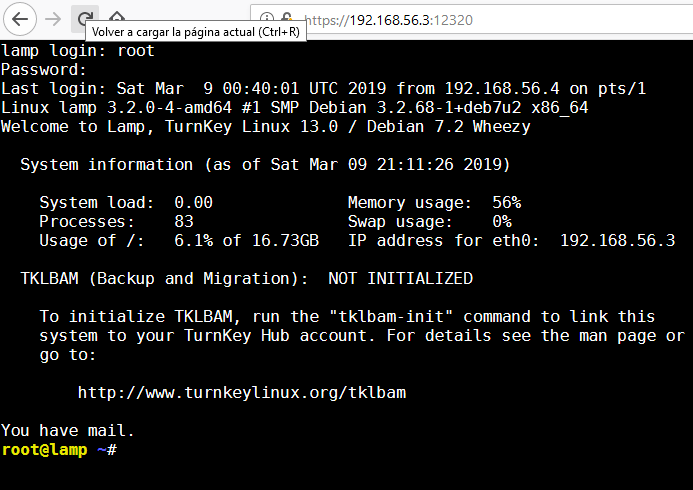 https://192.168.56.3:12320
Volver a cargar la página actual (Ctrl+R)
lamp login: root
Password:
Last login: Sat Mar  9 00:40:01 UTC 2019 from 192.168.56.4 on pts/1
Linux lamp 3.2.0-4-amd64 #1 SMP Debian 3.2.68-1+deb7u2 x86_64
Welcome to Lamp, TurnKey Linux 13.0 / Debian 7.2 Wheezy
System information (as of Sat Mar 09 21:11:26 2019)
System load:  0.00              Memory usage:  56%
Processes:    83                Swap usage:    0%
Usage of /:   6.1% of 16.73GB   IP address for eth0:  192.168.56.3
TKLBAM (Backup and Migration):  NOT INITIALIZED
To initialize TKLBAM, run the "tklbam-init" command to link this
system to your TurnKey Hub account. For details see the man page or
go to:
http://www.turnkeylinux.org/tklbam
You have mail.
root@lamp ~#